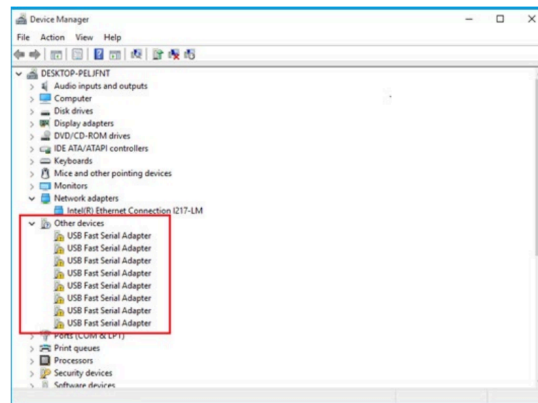 Device Manager
File Action View Help
DESKTOP-PELJFNT
Audio inputs and outputs
Computer
Disk drives
Display adapters
DVD/CD-ROM drives
IDE ATA/ATAPI controllers
Keyboards
Mice and other pointing devices
Monitors
Network adapters
Intel(R) Ethernet Connection I217-LM
Other devices
USB Fast Serial Adapter
USB Fast Serial Adapter
USB Fast Serial Adapter
USB Fast Serial Adapter
USB Fast Serial Adapter
USB Fast Serial Adapter
USB Fast Serial Adapter
USB Fast Serial Adapter
Ports (COM & LPT)
Print queues
Processors
Security devices
Software devices